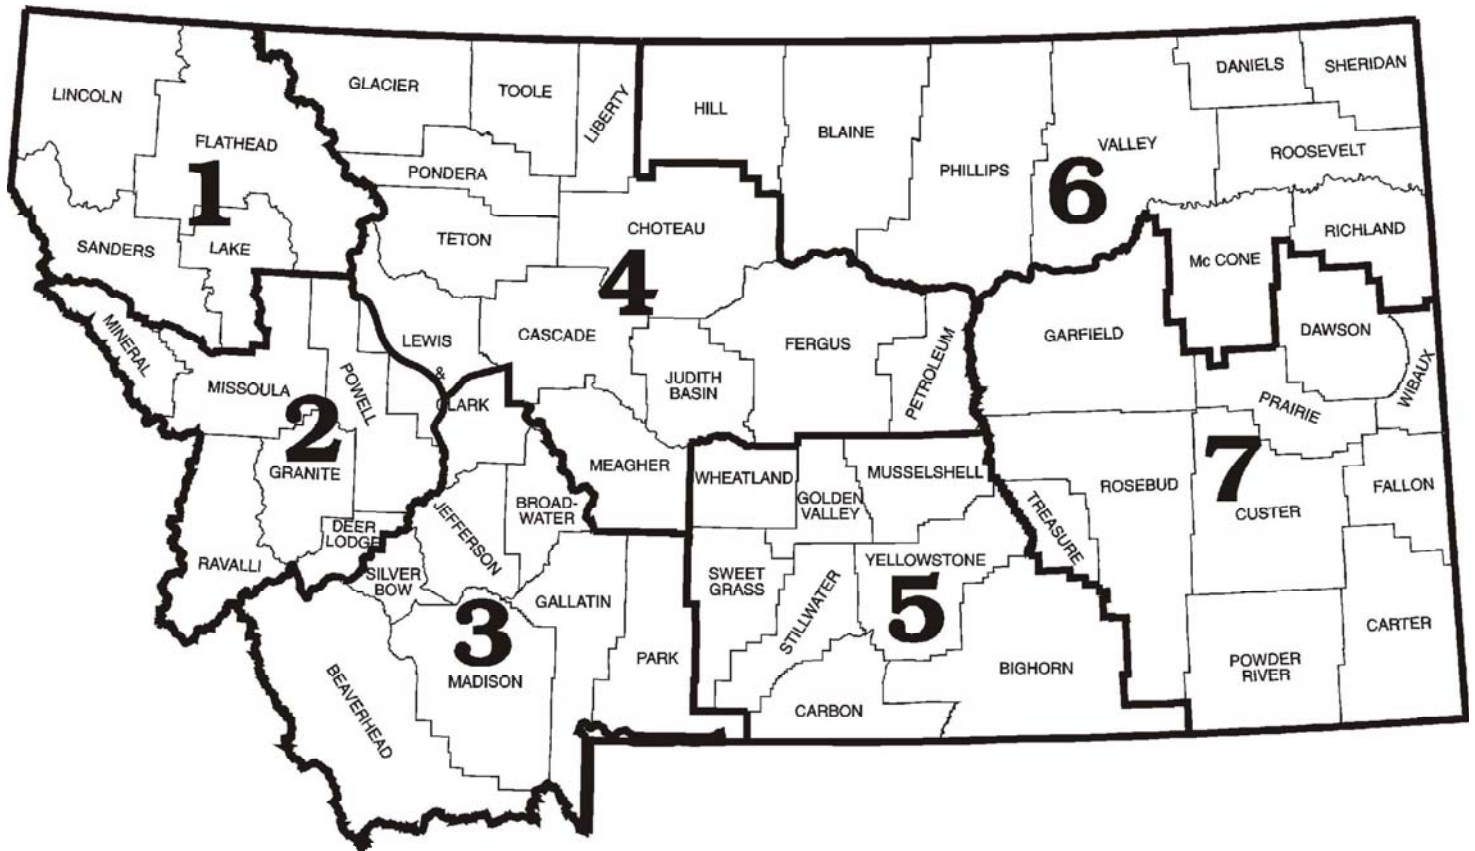 LINCOLN
FLATHEAD
1
SANDERS
LAKE
GLACIER
TOOLE
LIBERTY
PONDERA
TETON
CHOTEAU
4
LEWIS
&
CLARK
CASCADE
JUDITH
BASIN
FERGUS
PETROLEUM
MEAGHER
HILL
BLAINE
PHILLIPS
VALLEY
6
DANIELS
SHERIDAN
ROOSEVELT
RICHLAND
Mc CONE
MINERAL
MISSOULA
POWELL
2
GRANITE
DEER
LODGE
RAVALLI
JEFFERSON
BROAD-
WATER
SILVER
BOW
3
GALLATIN
MADISON
PARK
BEAVERHEAD
WHEATLAND
GOLDEN
VALLEY
MUSSELSHELL
SWEET
GRASS
STILLWATER
YELLOWSTONE
5
CARBON
BIGHORN
GARFIELD
DAWSON
WIBAUX
PRAIRIE
7
ROSEBUD
TREASURE
CUSTER
FALLON
POWDER
RIVER
CARTER